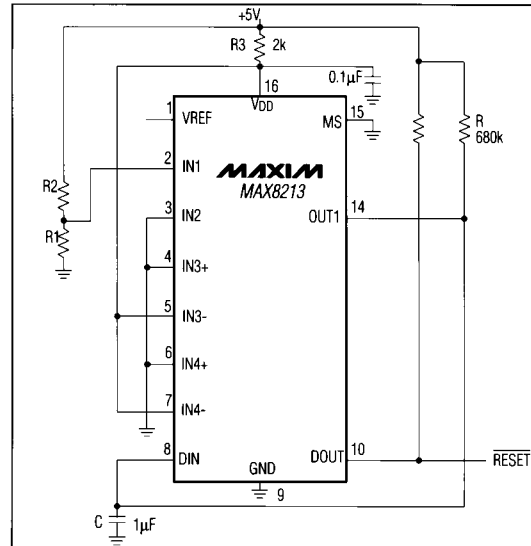 +5V
R3 2k
0.1μF
16
VDD
1 VREF
MS 15
R
680k
2 IN1
MAXIM
MAX8213
R2
3 IN2
14
OUT1
R1
4
IN3+
5
IN3-
6
IN4+
7
IN4-
8
DIN
DOUT 10
RESET
GND
9
C 1μF